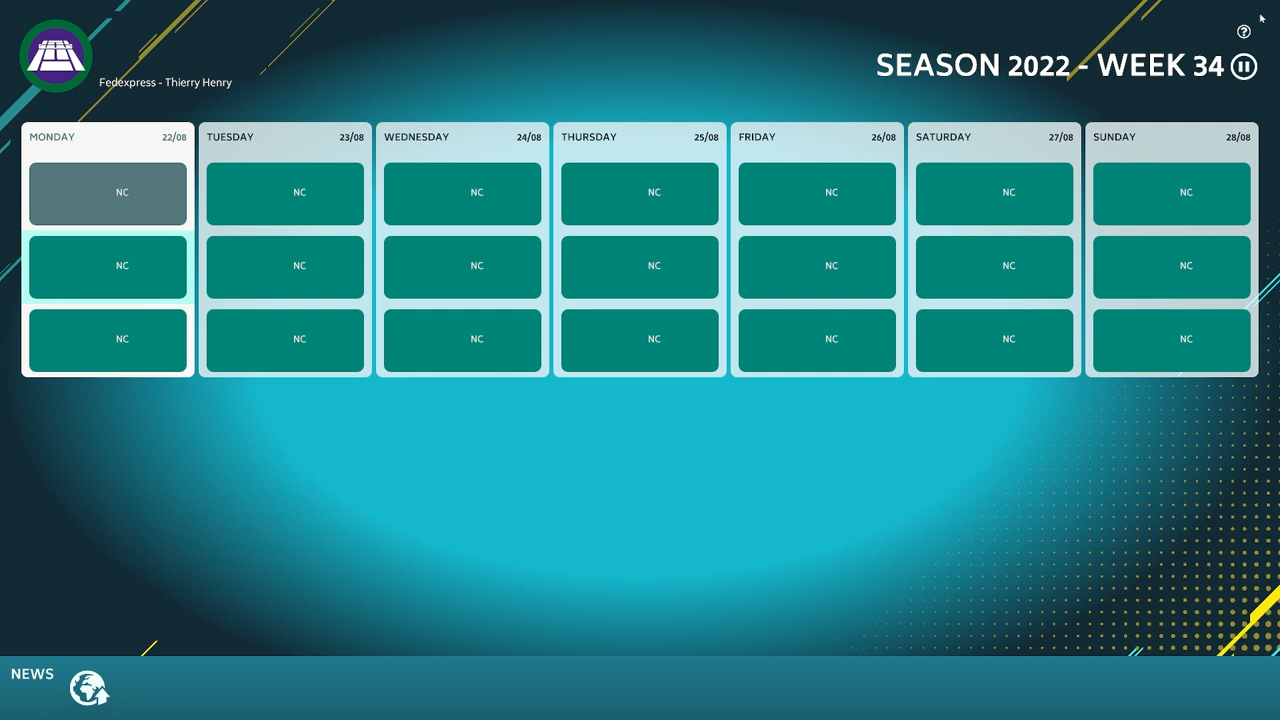 Fedexpress - Thierry Henry
SEASON 2022 - WEEK 34
MONDAY 22/08
TUESDAY 23/08
WEDNESDAY 24/08
THURSDAY 25/08
FRIDAY 26/08
SATURDAY 27/08
SUNDAY 28/08
NC NC NC NC NC NC NC
NC NC NC NC NC NC NC
NC NC NC NC NC NC NC
NEWS